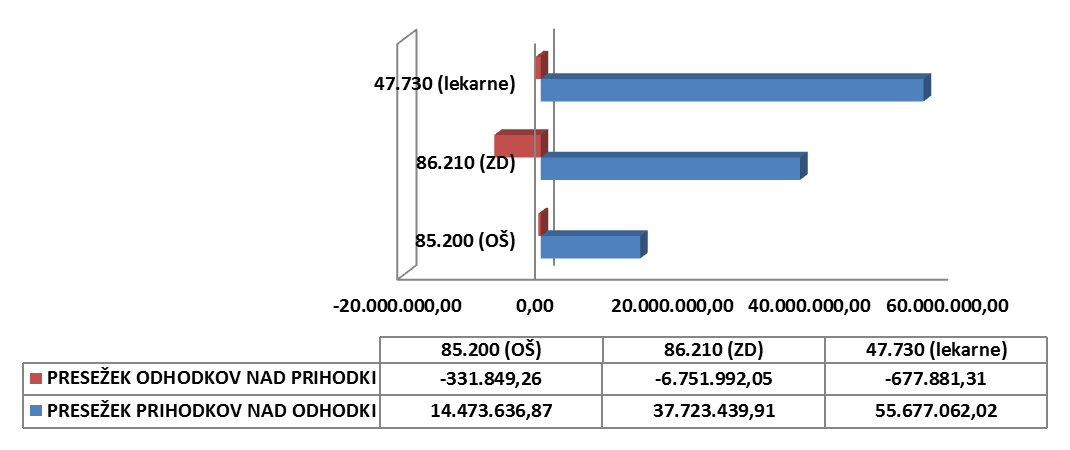 47.730 (lekarne)
86.210 (ZD)
85.200 (OŠ)
-20.000.000,00 0,00 20.000.000,00 40.000.000,00 60.000.000,00
85.200 (OŠ) 86.210 (ZD) 47.730 (lekarne)
PRESEŽEK ODHODKOV NAD PRIHODKI -331.849,26 -6.751.992,05 -677.881,31
PRESEŽEK PRIHODKOV NAD ODHODKI 14.473.636,87 37.723.439,91 55.677.062,02